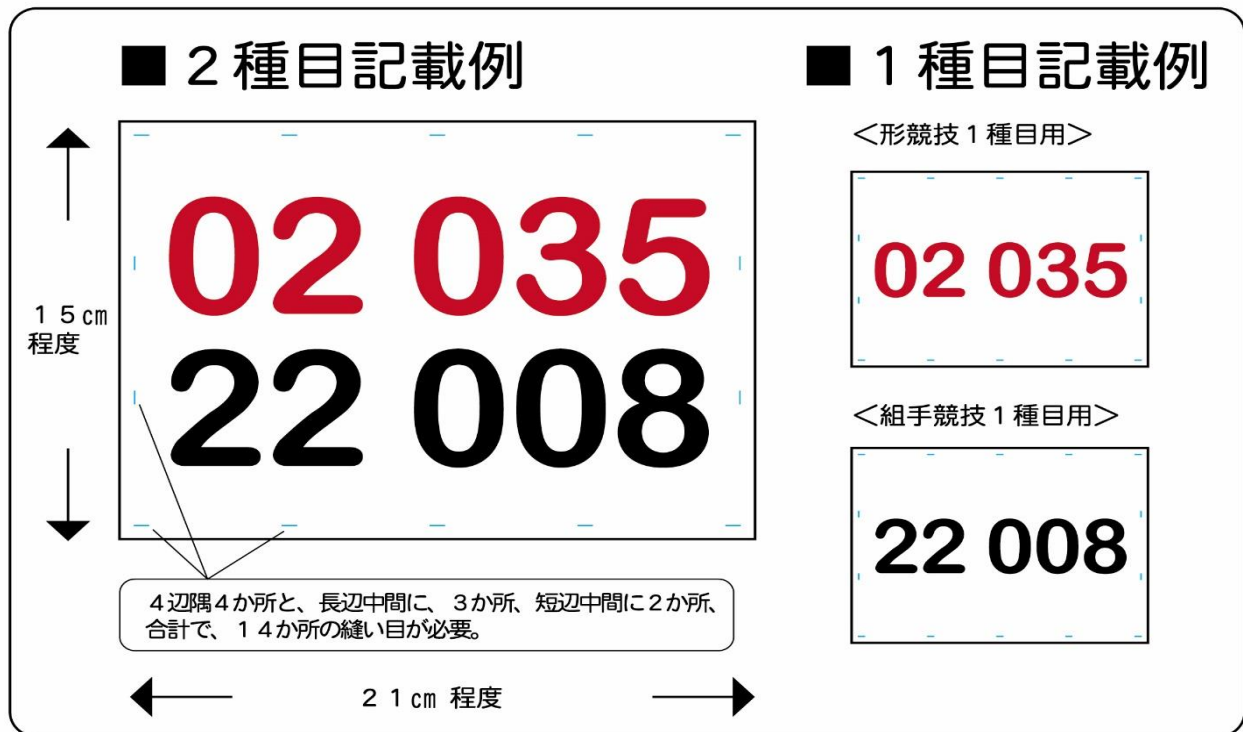 ■２種目記載例
02 035
22 008
１５㎝
程度
４辺隅４か所と、長辺中間に、３か所、短辺中間に２か所、
合計で、１４か所の縫い目が必要。
２１㎝ 程度
■１種目記載例
＜形競技１種目用＞
02 035
＜組手競技１種目用＞
22 008